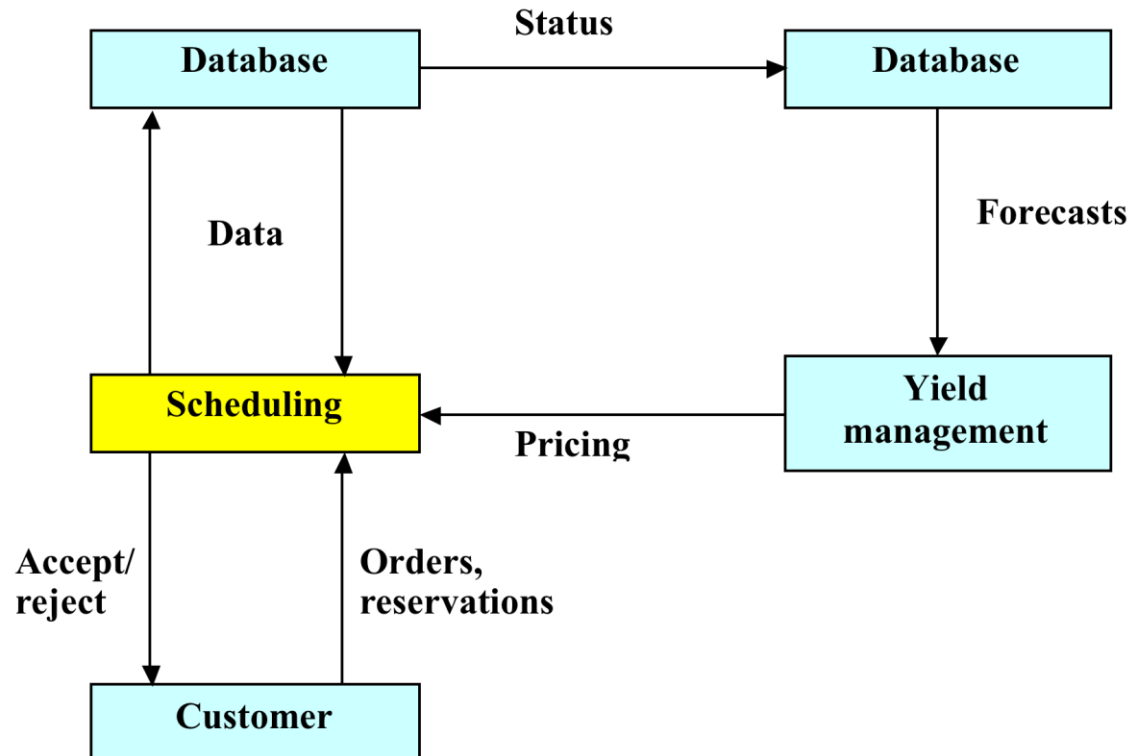 Status
Database
Database
Data
Forecasts
Scheduling
Yield
management
Pricing
Accept/
reject
Orders,
reservations
Customer